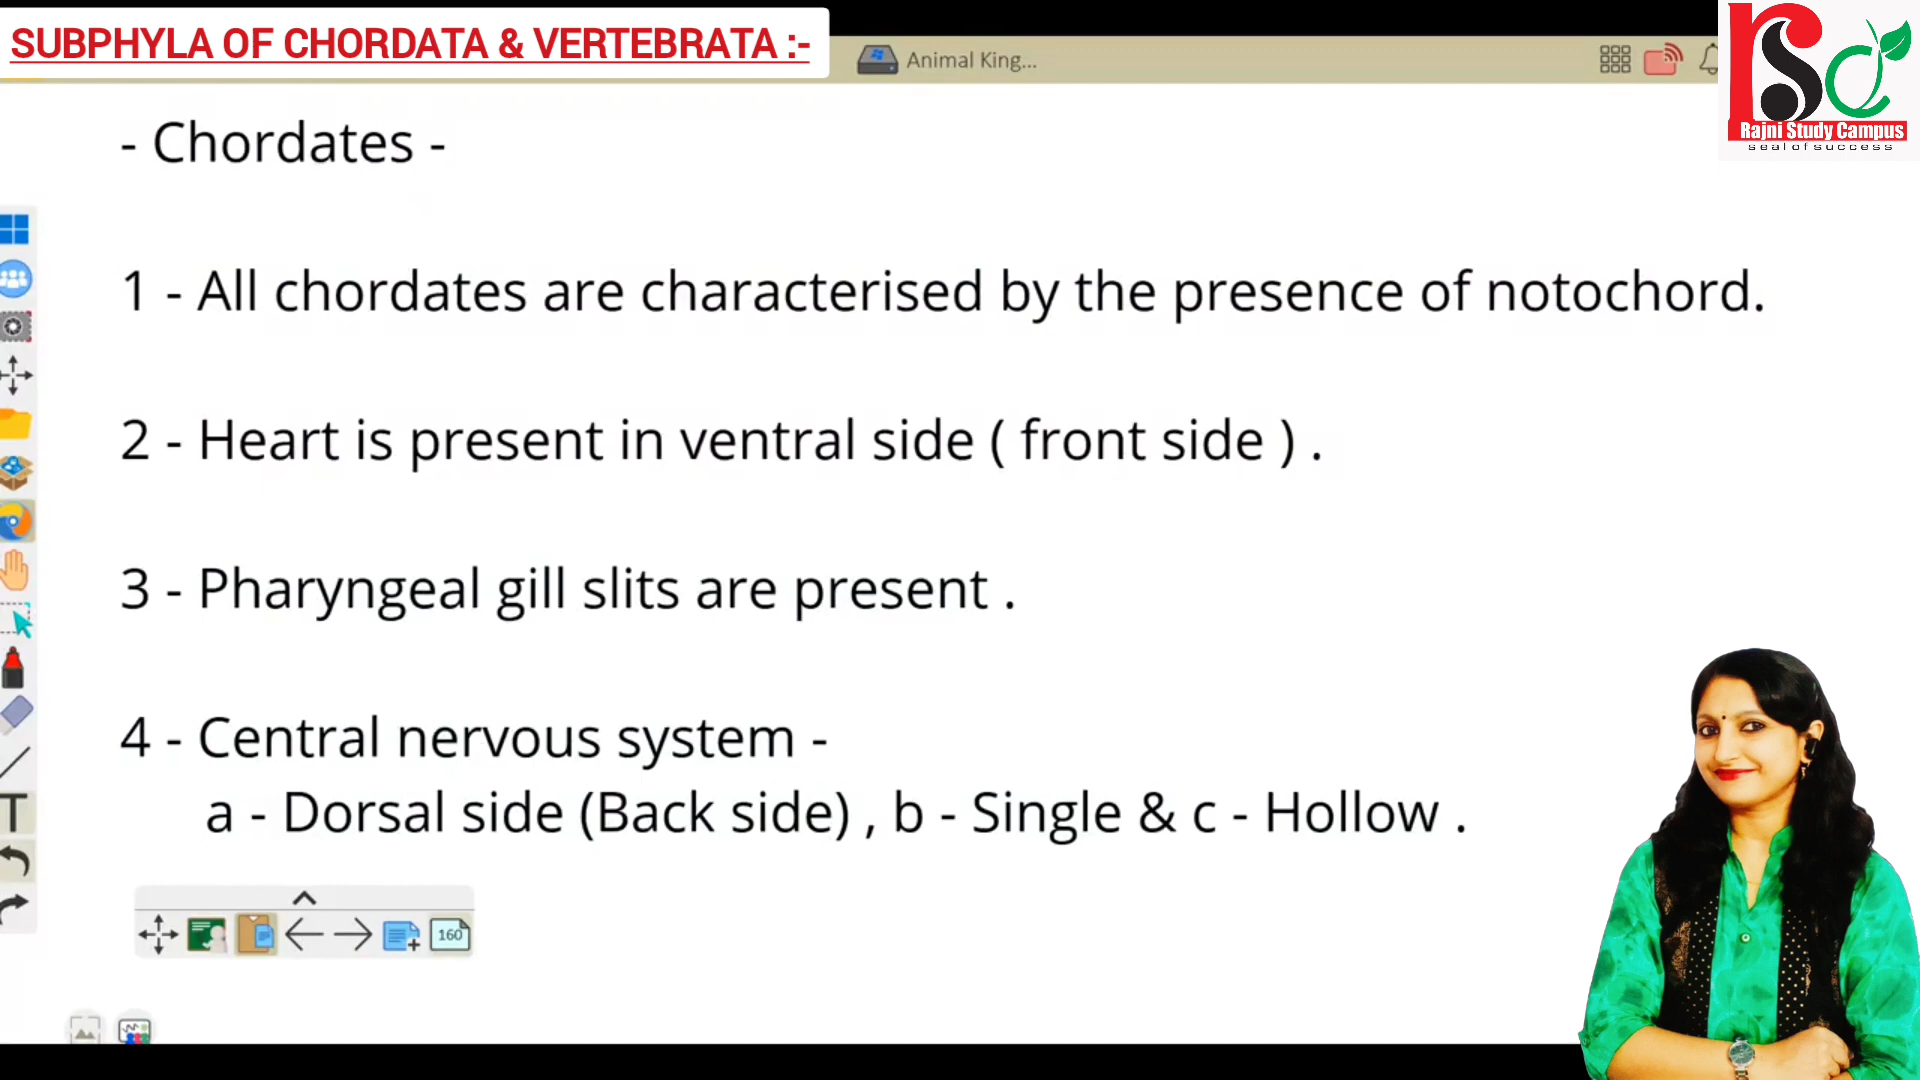 SUBPHYLA OF CHORDATA & VERTEBRATA :-
Animal King...
Rajni Study Campus
seal of success
- Chordates -
1 - All chordates are characterised by the presence of notochord.
2 - Heart is present in ventral side ( front side ) .
3 - Pharyngeal gill slits are present .
4 - Central nervous system -
a - Dorsal side (Back side) , b - Single & c - Hollow .
160